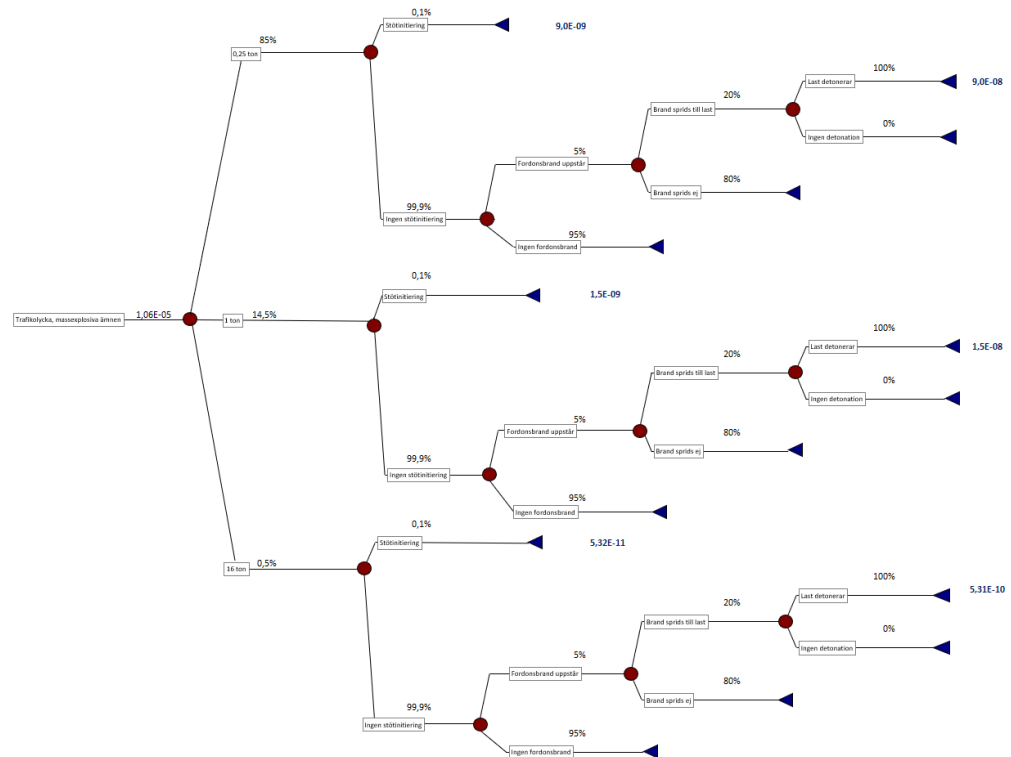 0,1%
Stötinitiering
9,0E-09
85%
0,25 ton
100%
Last detonerar
9,0E-08
20%
Brand sprids till last
0%
Ingen detonation
5%
Fordonsbrand uppstår
80%
Brand sprids ej
99,9%
Ingen stötinitiering
95%
Ingen fordonsbrand
0,1%
Stötinitiering
1,5E-09
Trafikolycka, massexplosiva ämnen
1,06E-05
1 ton
14,5%
100%
Last detonerar
1,5E-08
20%
Brand sprids till last
0%
Ingen detonation
5%
Fordonsbrand uppstår
80%
Brand sprids ej
99,9%
Ingen stötinitiering
95%
Ingen fordonsbrand
0,1%
Stötinitiering
5,32E-11
16 ton
0,5%
100%
Last detonerar
5,31E-10
20%
Brand sprids till last
0%
Ingen detonation
5%
Fordonsbrand uppstår
80%
Brand sprids ej
99,9%
Ingen stötinitiering
95%
Ingen fordonsbrand